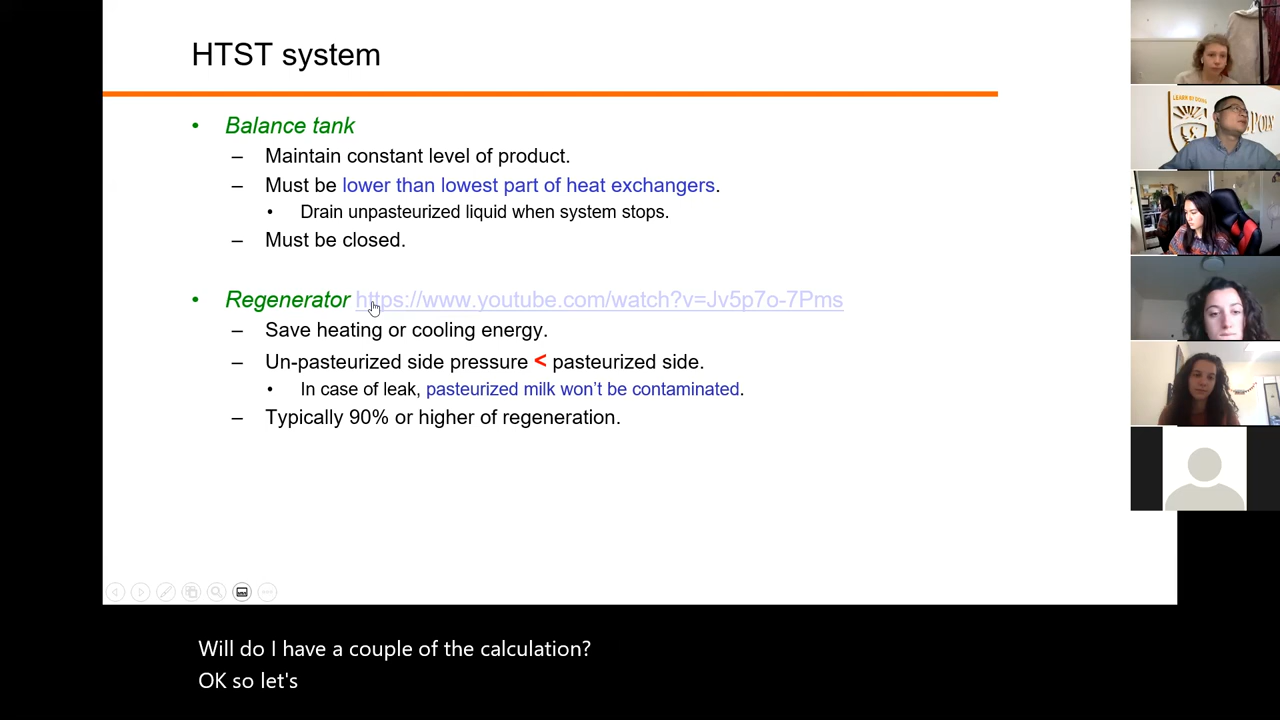 HTST system
• Balance tank
– Maintain constant level of product.
– Must be lower than lowest part of heat exchangers.
• Drain unpasteurized liquid when system stops.
– Must be closed.
• Regenerator https://www.youtube.com/watch?v=Jv5p7o-7Pms
– Save heating or cooling energy.
– Un-pasteurized side pressure < pasteurized side.
• In case of leak, pasteurized milk won't be contaminated.
– Typically 90% or higher of regeneration.
LEARN BY DOING
Will do I have a couple of the calculation?
OK so let's